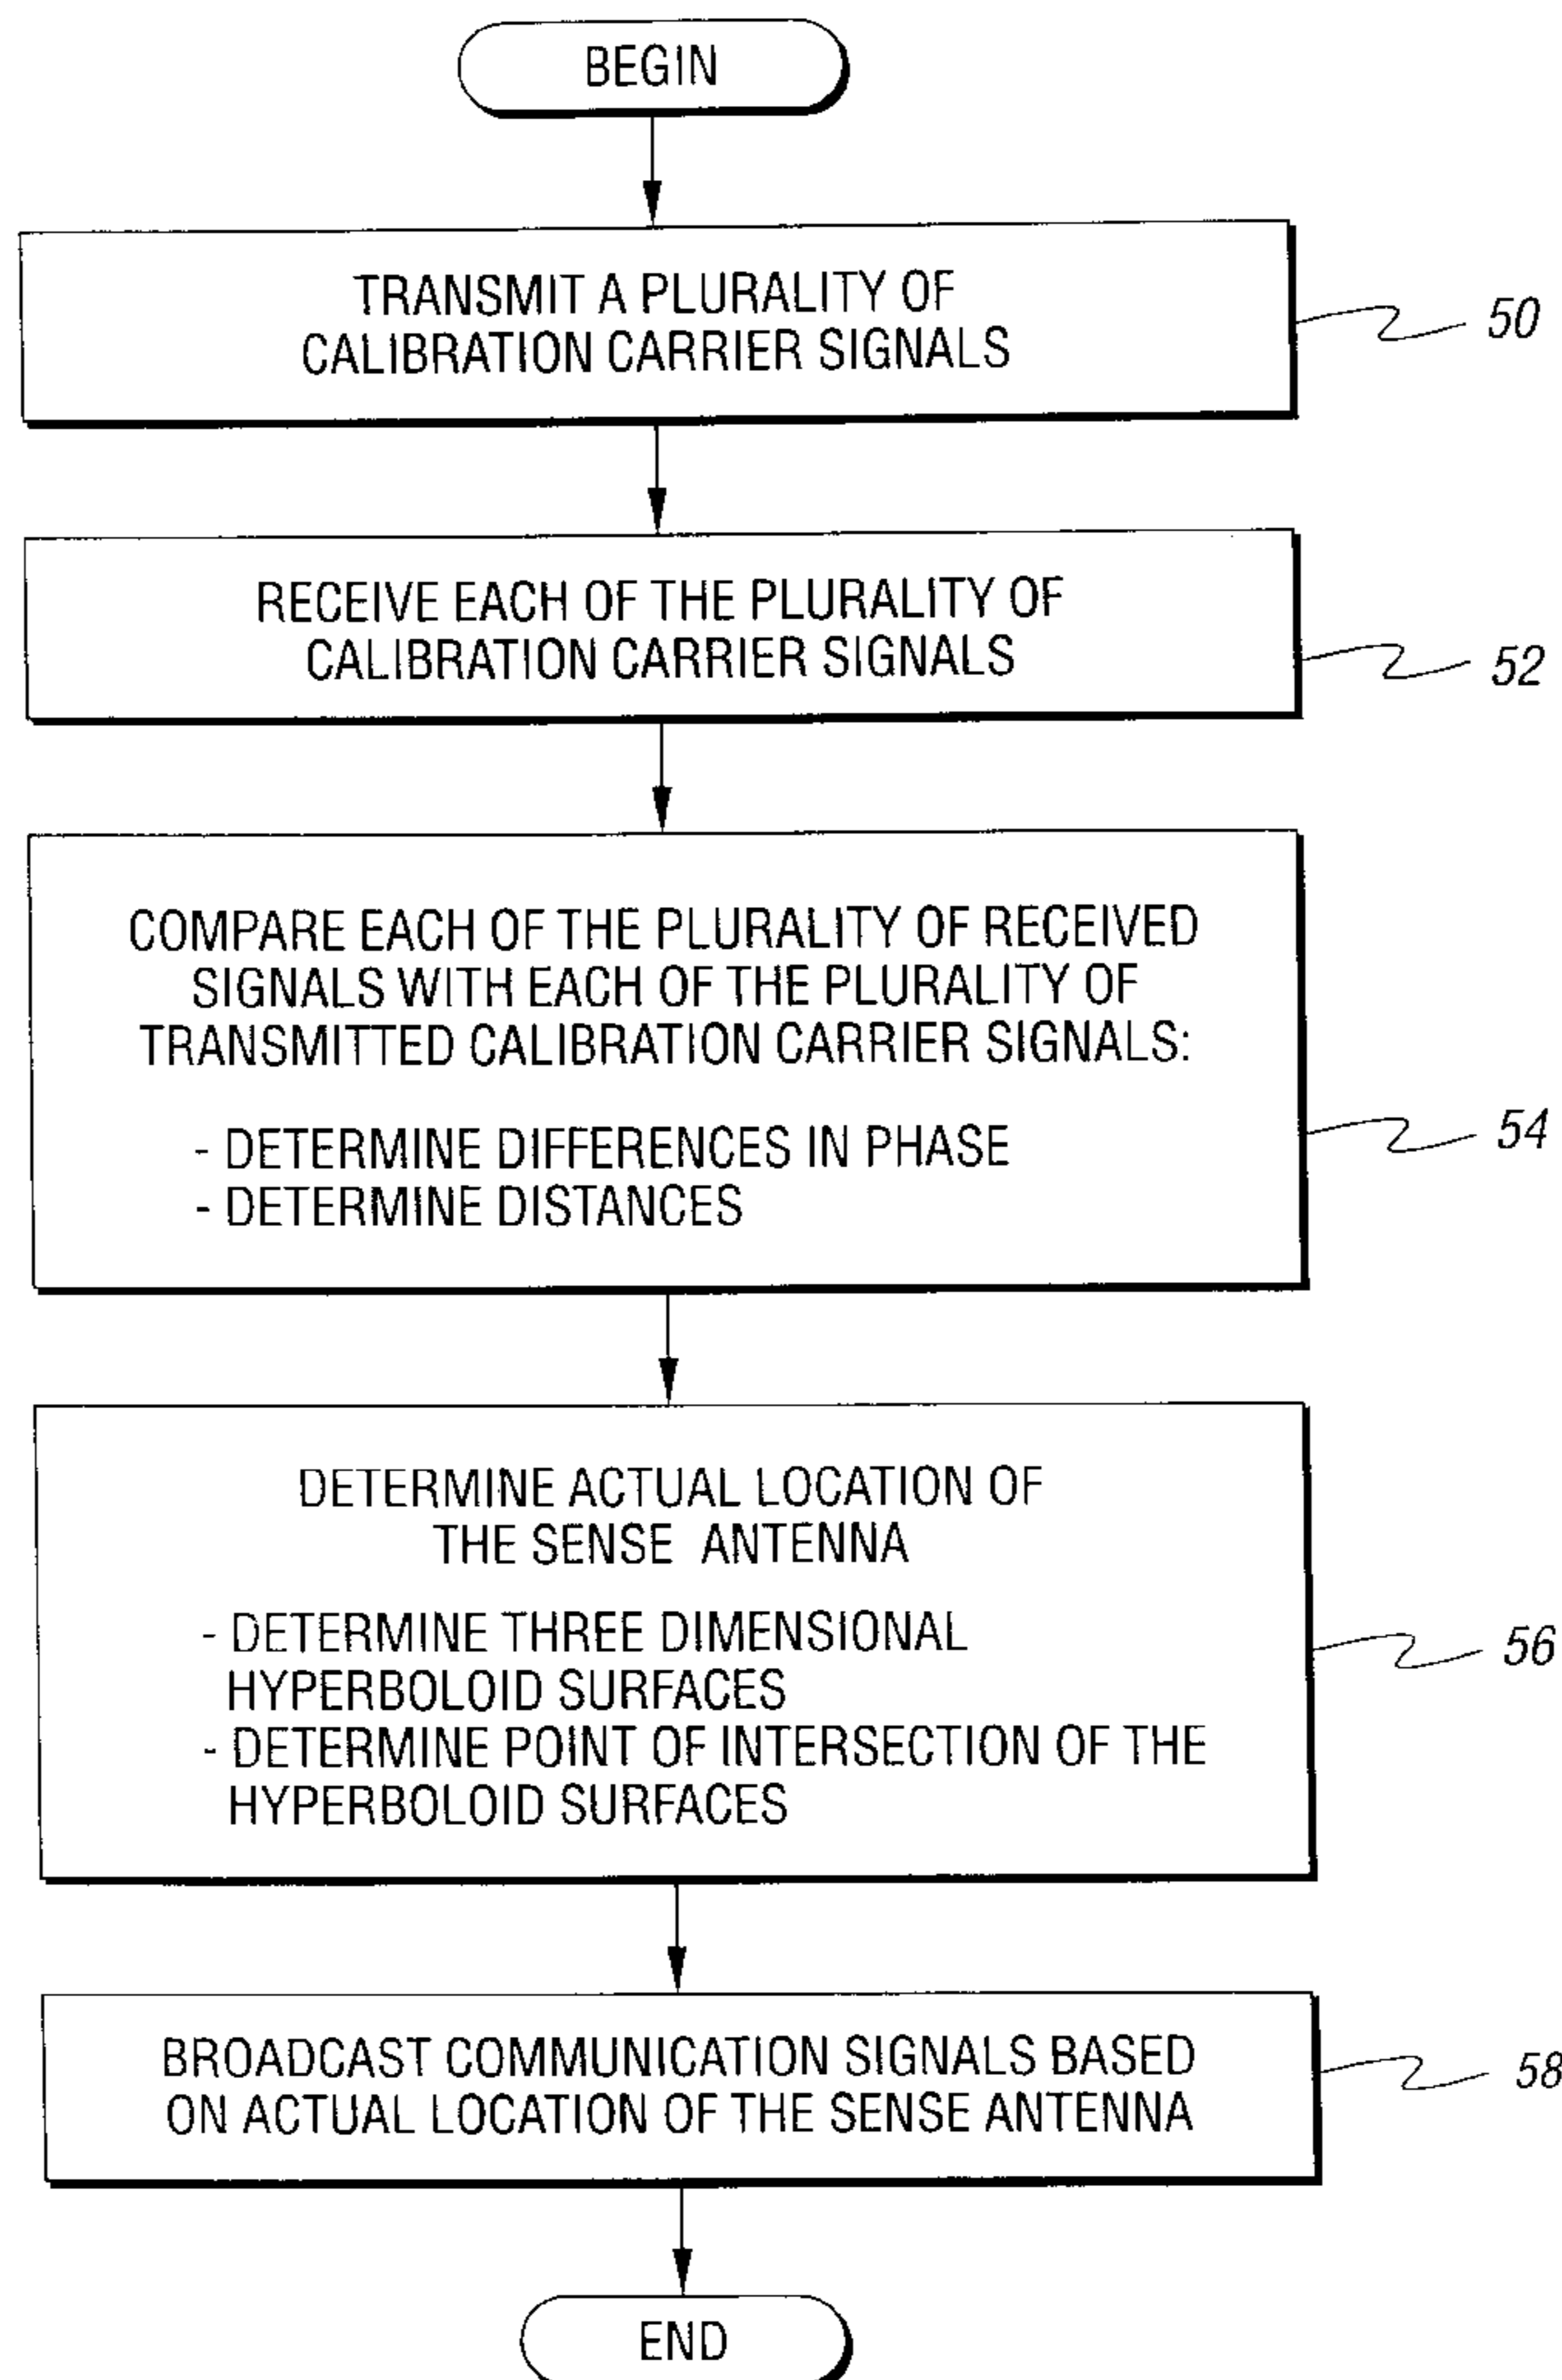 BEGIN
TRANSMIT A PLURALITY OF
CALIBRATION CARRIER SIGNALS
50
RECEIVE EACH OF THE PLURALITY OF
CALIBRATION CARRIER SIGNALS
52
COMPARE EACH OF THE PLURALITY OF RECEIVED
SIGNALS WITH EACH OF THE PLURALITY OF
TRANSMITTED CALIBRATION CARRIER SIGNALS:
- DETERMINE DIFFERENCES IN PHASE
- DETERMINE DISTANCES
54
DETERMINE ACTUAL LOCATION OF
THE SENSE ANTENNA
- DETERMINE THREE DIMENSIONAL
HYPERBOLOID SURFACES
- DETERMINE POINT OF INTERSECTION OF THE
HYPERBOLOID SURFACES
56
BROADCAST COMMUNICATION SIGNALS BASED
ON ACTUAL LOCATION OF THE SENSE ANTENNA
58
END